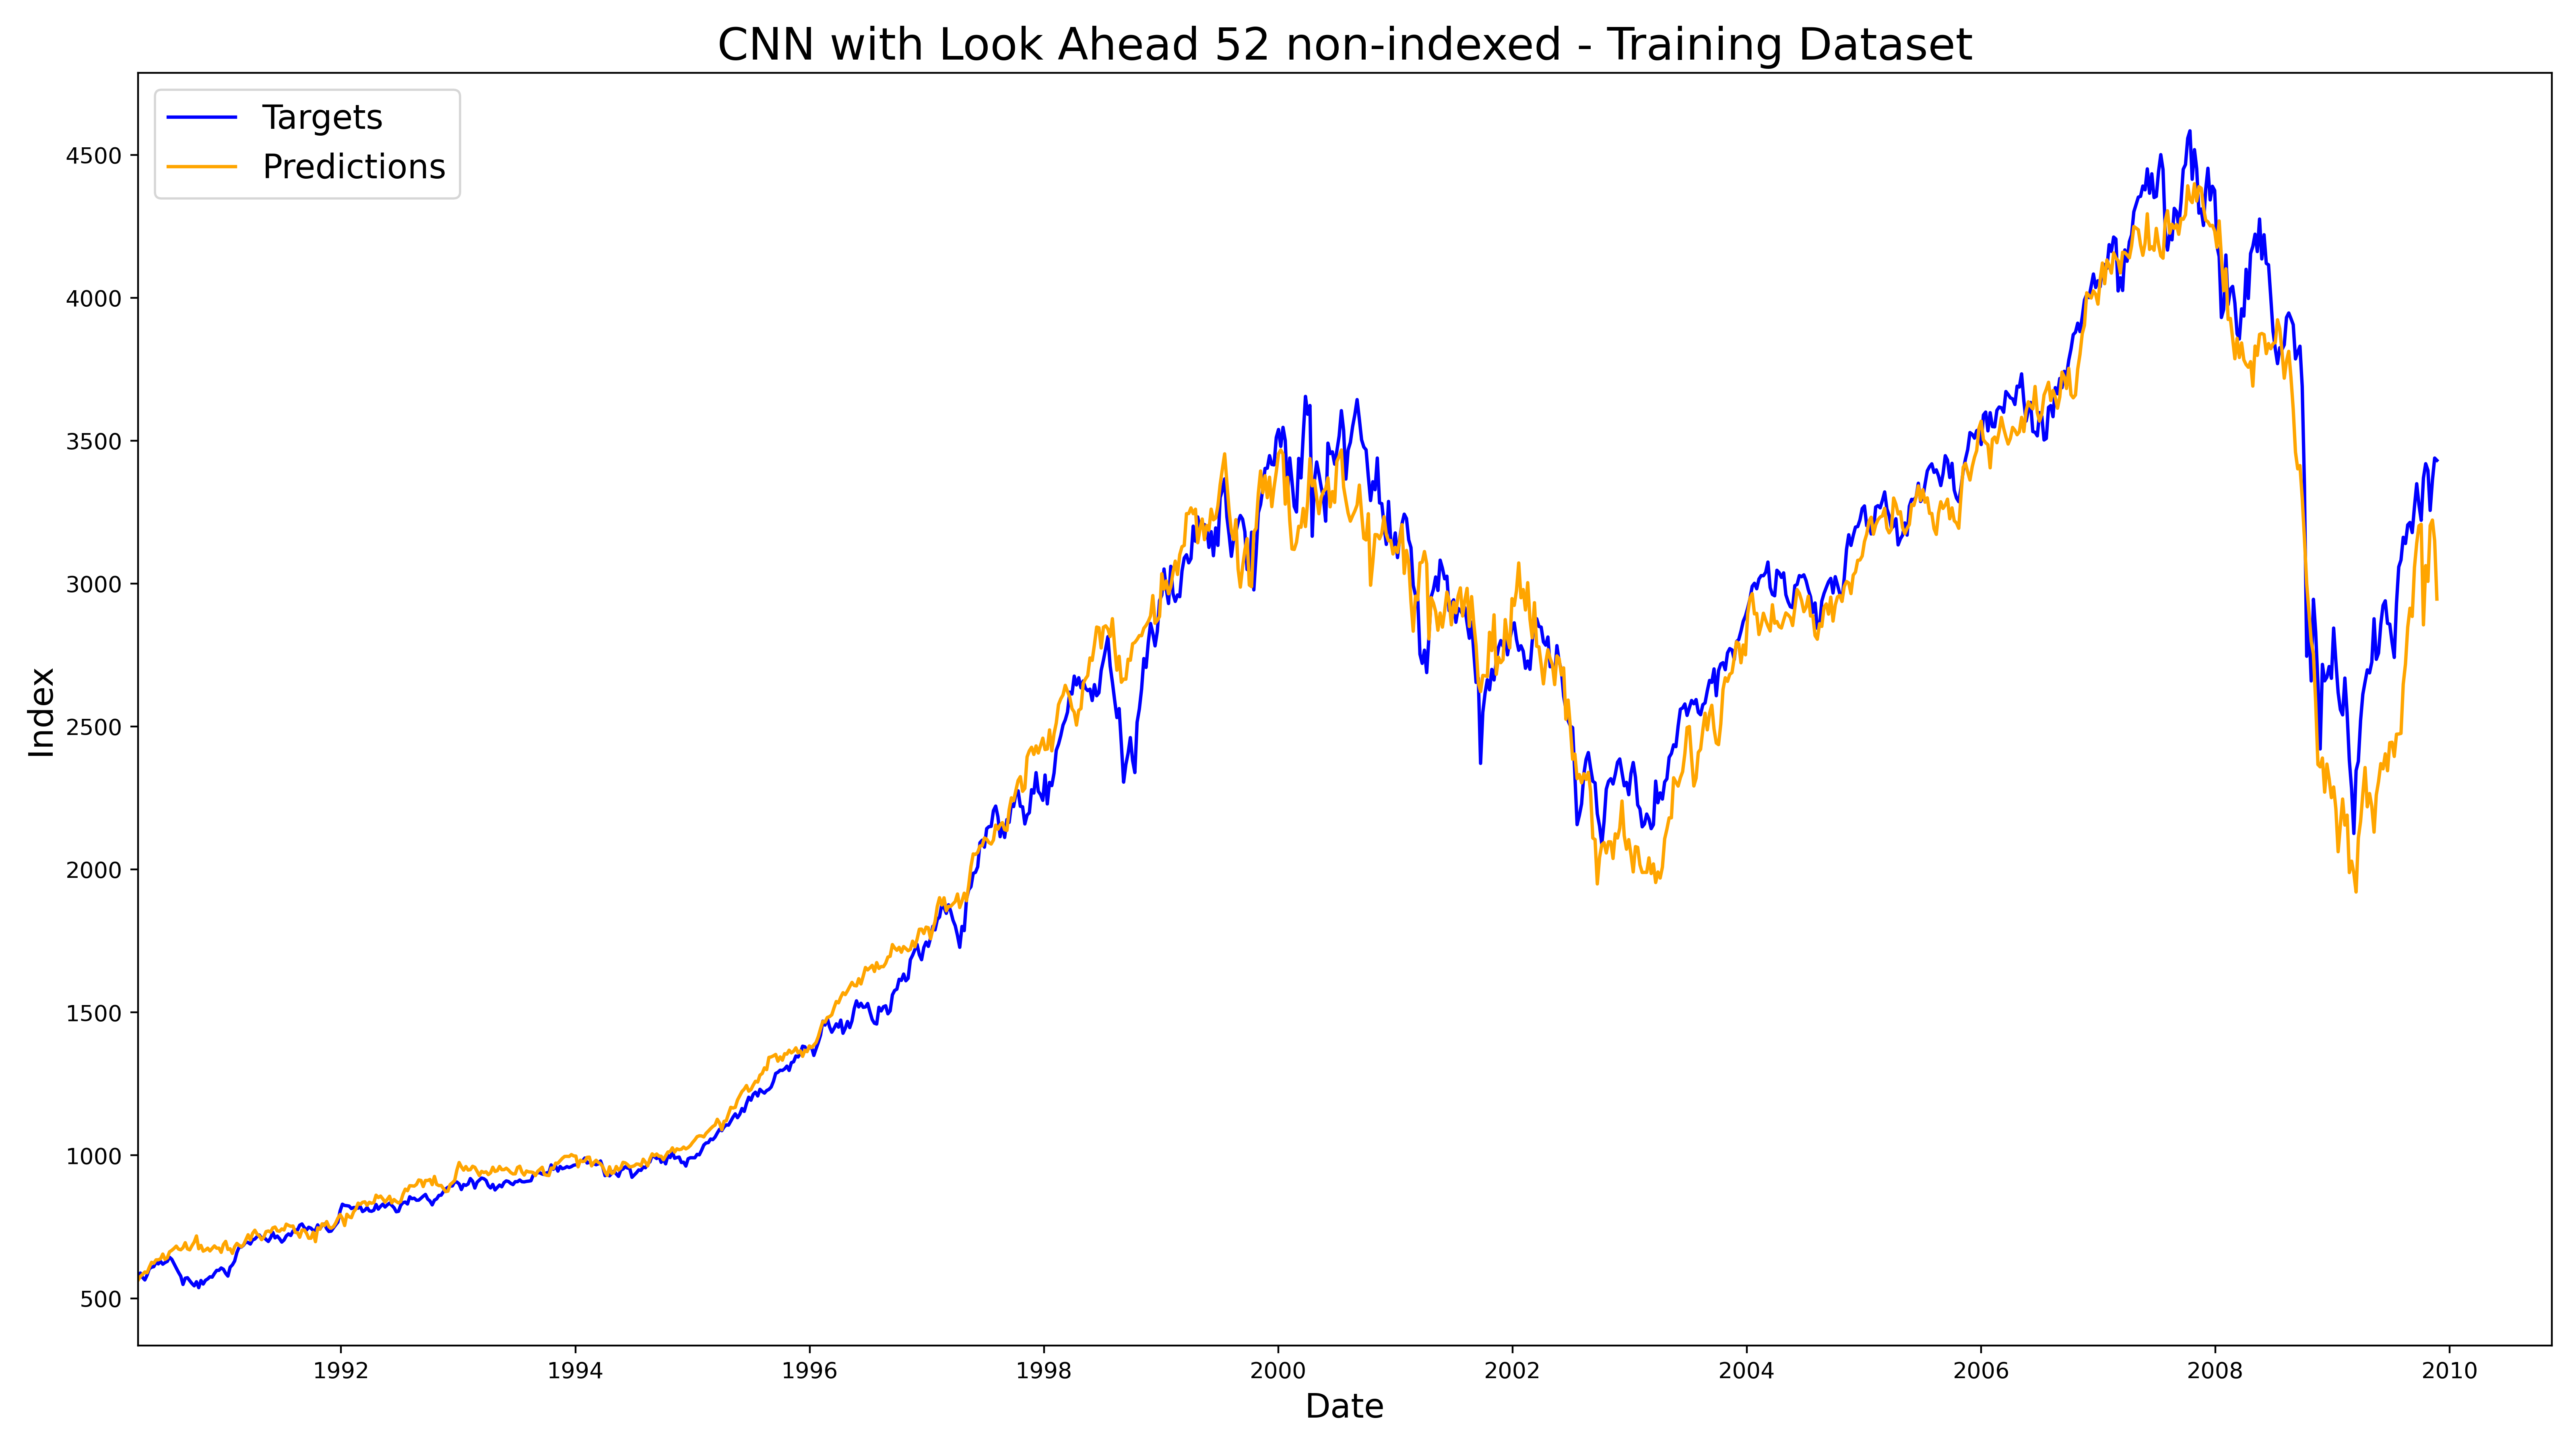 CNN with Look Ahead 52 non-indexed - Training Dataset
Targets
Predictions
4500
4000
3500
3000
2500
2000
1500
1000
500
Index
1992 1994 1996 1998 2000 2002 2004 2006 2008 2010
Date